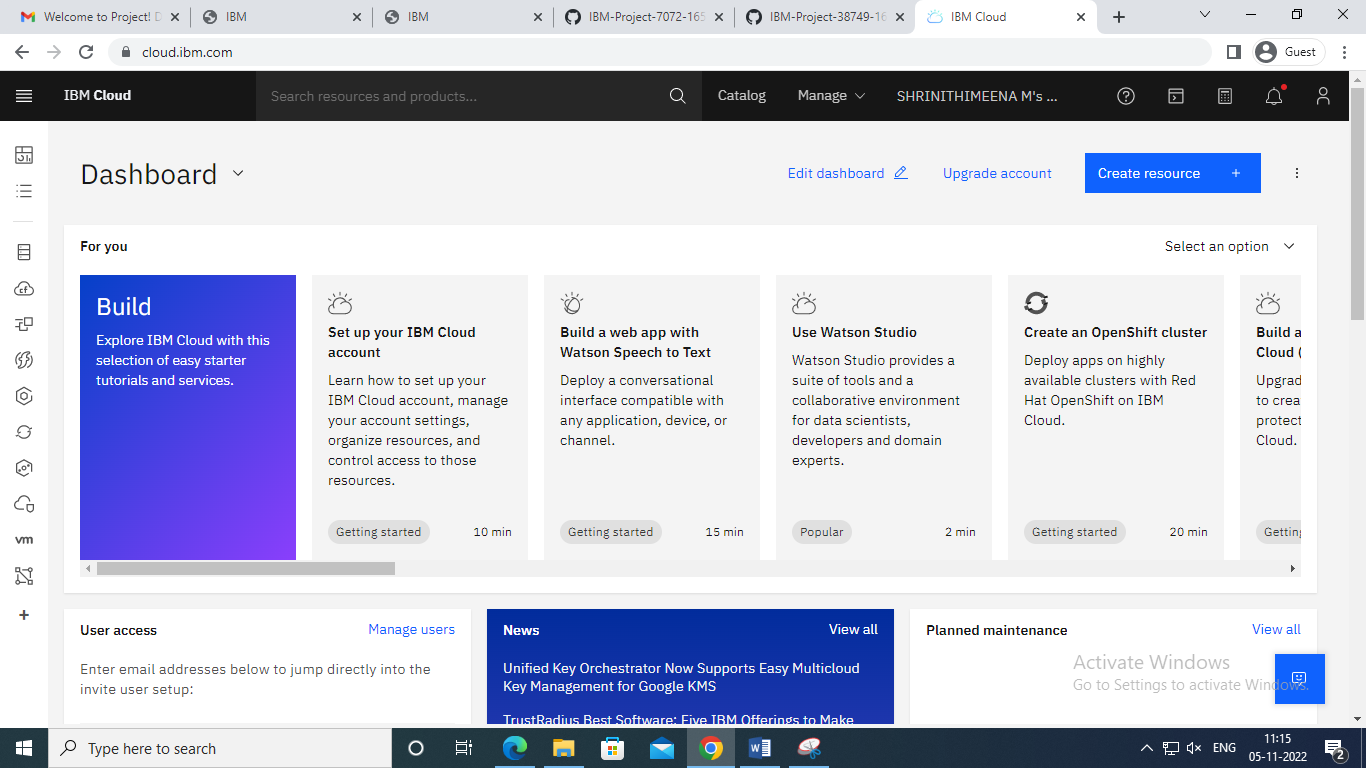 Welcome to Project! D
IBM
IBM
IBM-Project-7072-165
IBM-Project-38749-16
IBM Cloud
cloud.ibm.com
Guest
IBM Cloud
Search resources and products...
Catalog
Manage
SHRINITHIMEENA M's ...
Dashboard
Edit dashboard
Upgrade account
Create resource +
For you
Select an option
Build
Explore IBM Cloud with this
selection of easy starter
tutorials and services.
Set up your IBM Cloud
account
Learn how to set up your
IBM Cloud account, manage
your account settings,
organize resources, and
control access to those
resources.
Getting started
10 min
Build a web app with
Watson Speech to Text
Deploy a conversational
interface compatible with
any application, device, or
channel.
Getting started
15 min
Use Watson Studio
Watson Studio provides a
suite of tools and a
collaborative environment
for data scientists,
developers and domain
experts.
Popular
2 min
Create an OpenShift cluster
Deploy apps on highly
available clusters with Red
Hat OpenShift on IBM
Cloud.
Getting started
20 min
Build a
Cloud (
Upgrad
to crea
protect
Cloud.
Getting
vm
User access
Manage users
Enter email addresses below to jump directly into the
invite user setup:
News
View all
Unified Key Orchestrator Now Supports Easy Multicloud
Key Management for Google KMS
TrustRadius Best Software: Five IBM Offerings to Make
Planned maintenance
View all
Activate Windows
Go to Settings to activate Windows.
Type here to search
ENG
11:15
05-11-2022
2